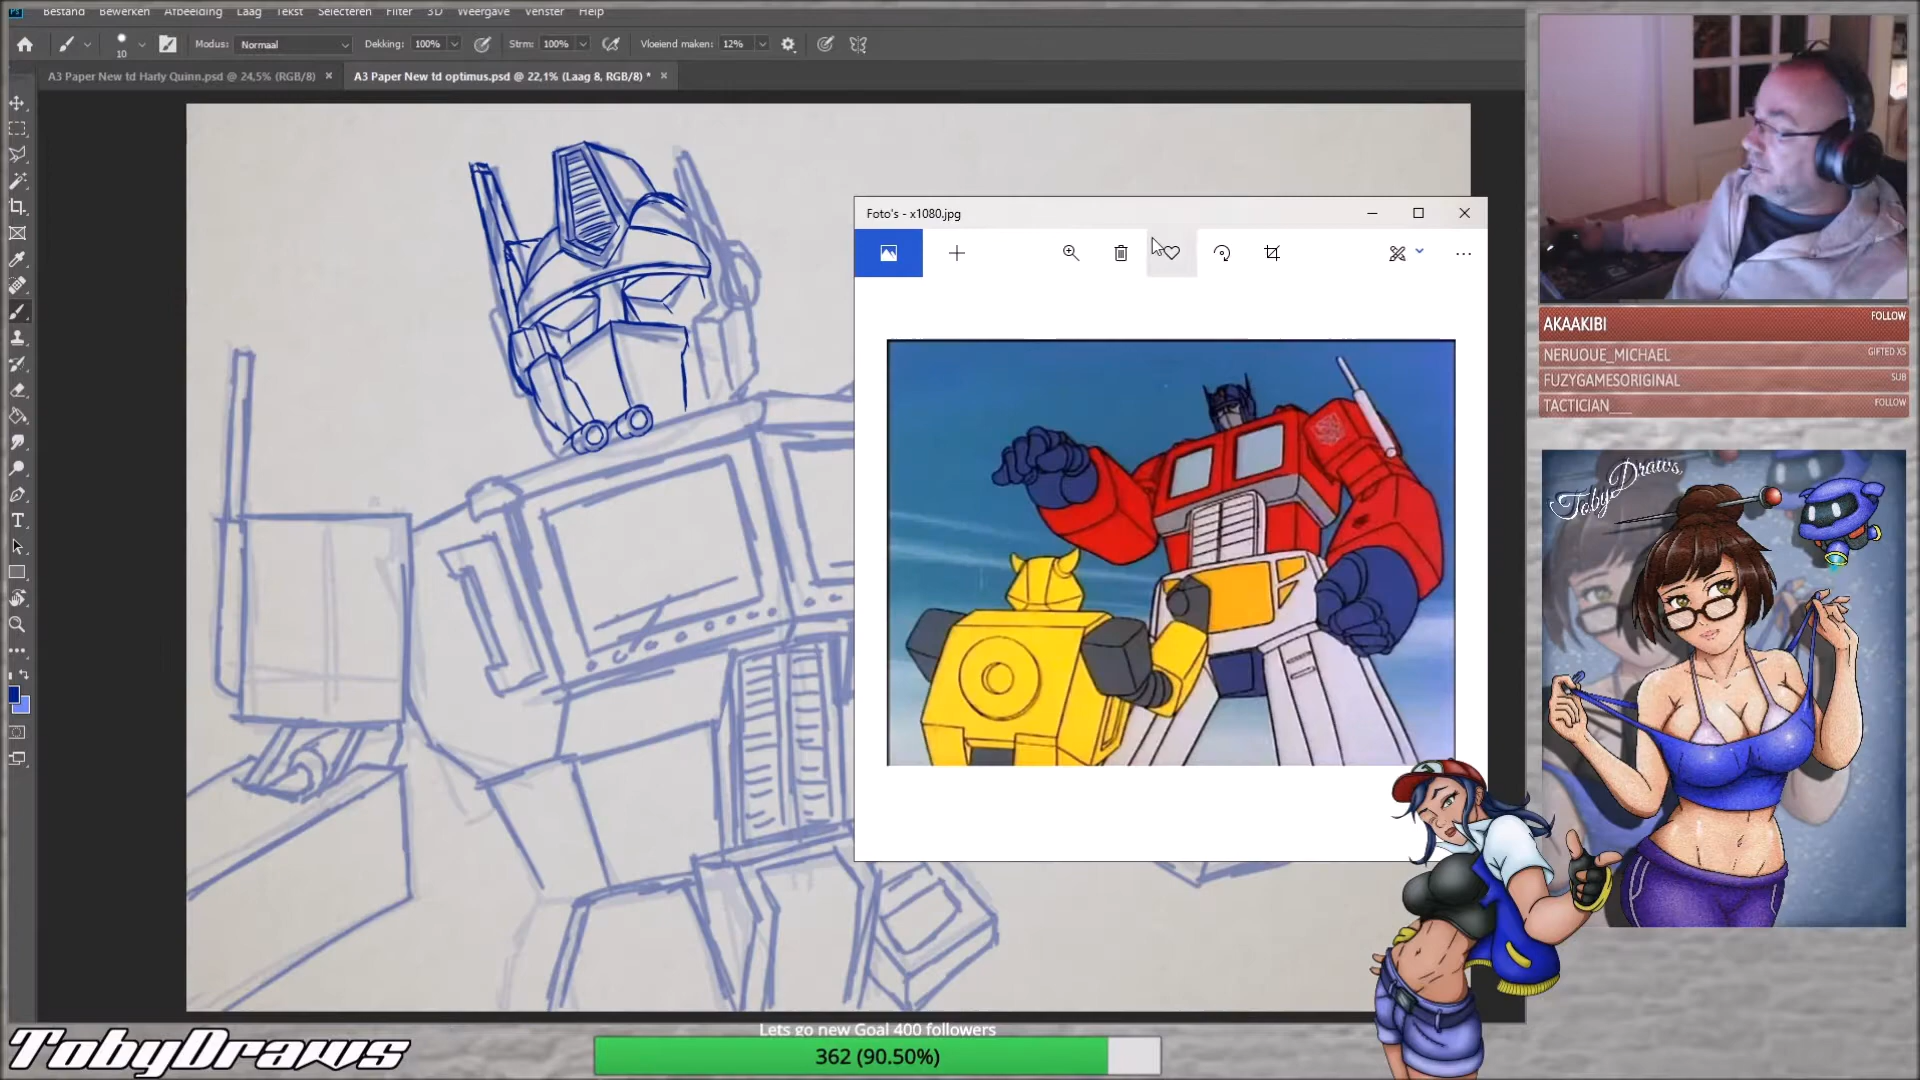 Ps Bestand Bewerken Afbeelding Laag Tekst Selecteren Filter 3D Weergave Venster Help
10 Modus: Normaal Dekking: 100% Strm: 100% Vloeiend maken: 12%
A3 Paper New td Harly Quinn.psd @ 24,5% (RGB/8) × A3 Paper New td optimus.psd @ 22,1% (Laag 8, RGB/8) * ×
Foto's - x1080.jpg
AKAAKIBI FOLLOW
NERUOUE_MICHAEL GIFTED X5
FUZYGAMESORIGINAL SUB
TACTICIAN___ FOLLOW
TobyDraws
T
Lets go new Goal 400 followers
362 (90.50%)
TobyDraws